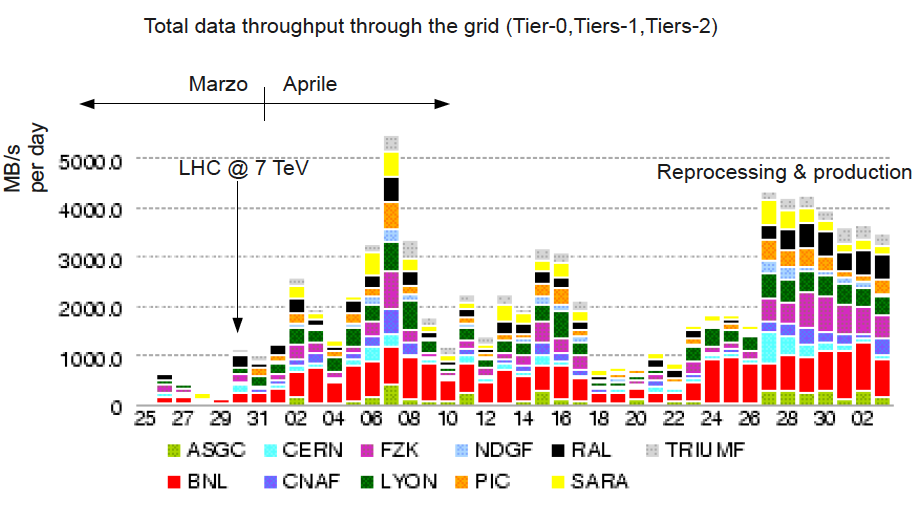 Total data throughput through the grid (Tier-0,Tiers-1,Tiers-2)
Marzo Aprile
MB/s
per day
5000.0
LHC @ 7 TeV
Reprocessing & production
4000.0
3000.0
2000.0
1000.0
0
25 27 29 31 02 04 06 08 10 12 14 16 18 20 22 24 26 28 30 02
ASGC CERN FZK NDGF RAL TRIUMF
BNL CNAF LYON PIC SARA